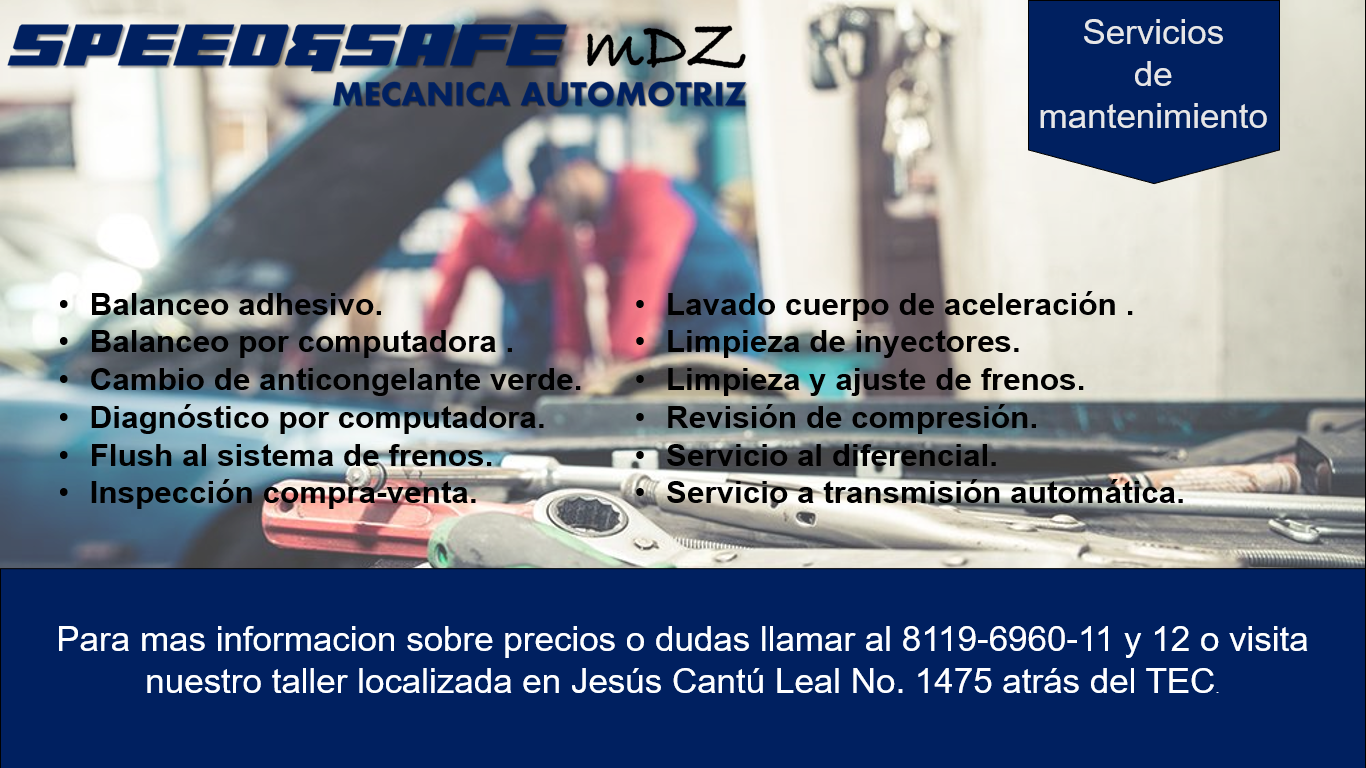 SPEED&SAFE MDZ
MECANICA AUTOMOTRIZ
Servicios
de
mantenimiento
• Balanceo adhesivo.
• Balanceo por computadora .
• Cambio de anticongelante verde.
• Diagnóstico por computadora.
• Flush al sistema de frenos.
• Inspección compra-venta.
• Lavado cuerpo de aceleración .
• Limpieza de inyectores.
• Limpieza y ajuste de frenos.
• Revisión de compresión.
• Servicio al diferencial.
• Servicio a transmisión automática.
Para mas informacion sobre precios o dudas llamar al 8119-6960-11 y 12 o visita
nuestro taller localizada en Jesús Cantú Leal No. 1475 atrás del TEC.